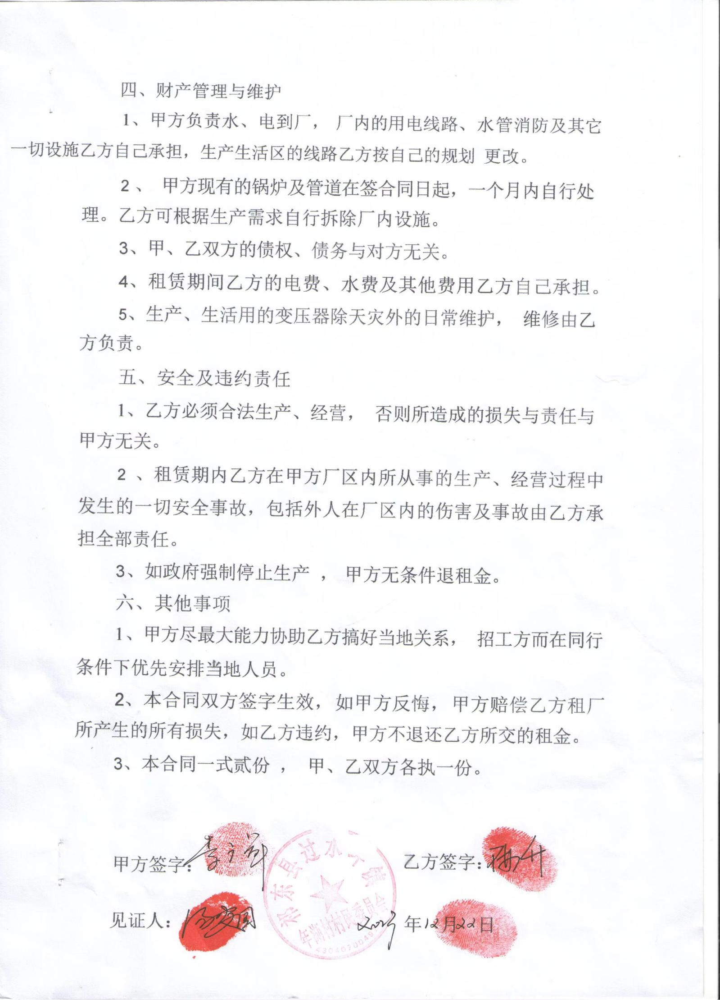 四、财产管理与维护
1、甲方负责水、电到厂， 厂内的用电线路、水管消防及其它
一切设施乙方自己承担，生产生活区的线路乙方按自己的规划 更改。
2 、 甲方现有的锅炉及管道在签合同日起，一个月内自行处
理。乙方可根据生产需求自行拆除厂内设施。
3、甲、乙双方的债权、债务与对方无关。
4、租赁期间乙方的电费、水费及其他费用乙方自己承担。
5、生产、生活用的变压器除天灾外的日常维护， 维修由乙
方负责。
五、安全及违约责任
1、乙方必须合法生产、经营， 否则所造成的损失与责任与
甲方无关。
2 、租赁期内乙方在甲方厂区内所从事的生产、经营过程中
发生的一切安全事故，包括外人在厂区内的伤害及事故由乙方承
担全部责任。
3、如政府强制停止生产 ， 甲方无条件退租金。
六、其他事项
1、甲方尽最大能力协助乙方搞好当地关系， 招工方而在同行
条件下优先安排当地人员。
2、本合同双方签字生效，如甲方反悔，甲方赔偿乙方租厂
所产生的所有损失，如乙方违约，甲方不退还乙方所交的租金。
3、本合同一式贰份 ， 甲、乙双方各执一份。
甲方签字：李
乙方签字：
祁东县过水坪镇
年湖村村民委员会
见证人：
年12月22日